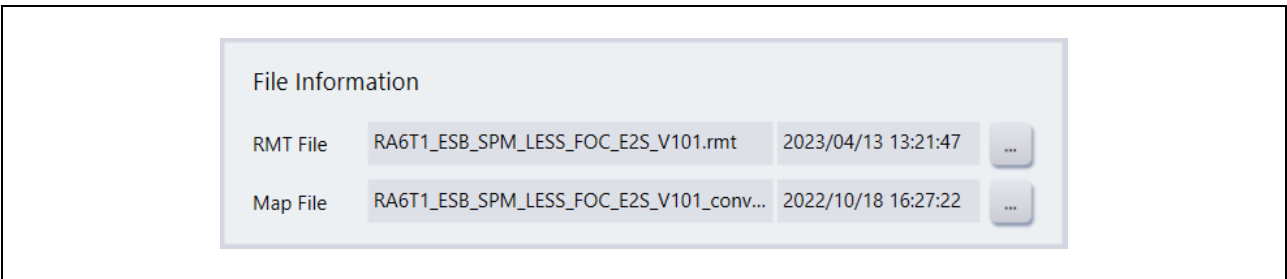 File Information
RMT File RA6T1_ESB_SPM_LESS_FOC_E2S_V101.rmt 2023/04/13 13:21:47 ...
Map File RA6T1_ESB_SPM_LESS_FOC_E2S_V101_conv... 2022/10/18 16:27:22 ...